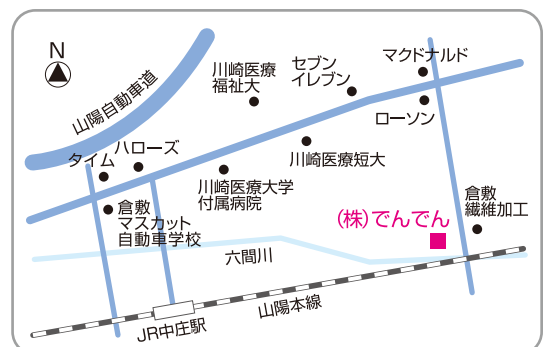 N
山陽自動車道
川崎医療
福祉大
セブン
イレブン
マクドナルド
ローソン
タイム
ハローズ
川崎医療短大
川崎医療大学
付属病院
倉敷
マスカット
自動車学校
(株)でんでん
倉敷
繊維加工
六間川
山陽本線
JR中庄駅